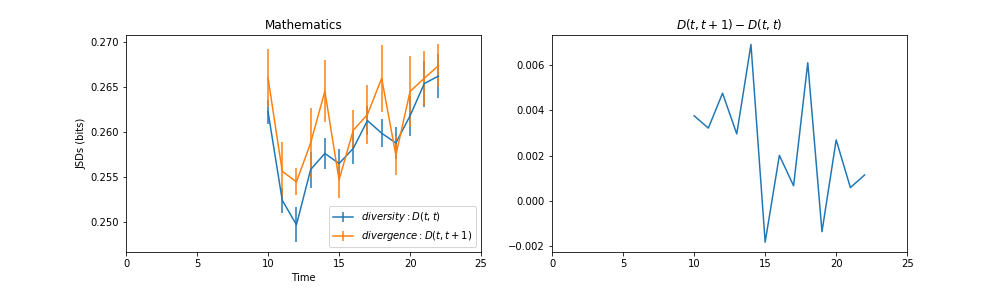 Mathematics
JSDs (bits)
0.270
0.265
0.260
0.255
0.250
0 5 10 15 20 25
Time
diversity: D(t, t)
divergence: D(t, t + 1)
D(t, t + 1) − D(t, t)
0.006
0.004
0.002
0.000
−0.002
0 5 10 15 20 25